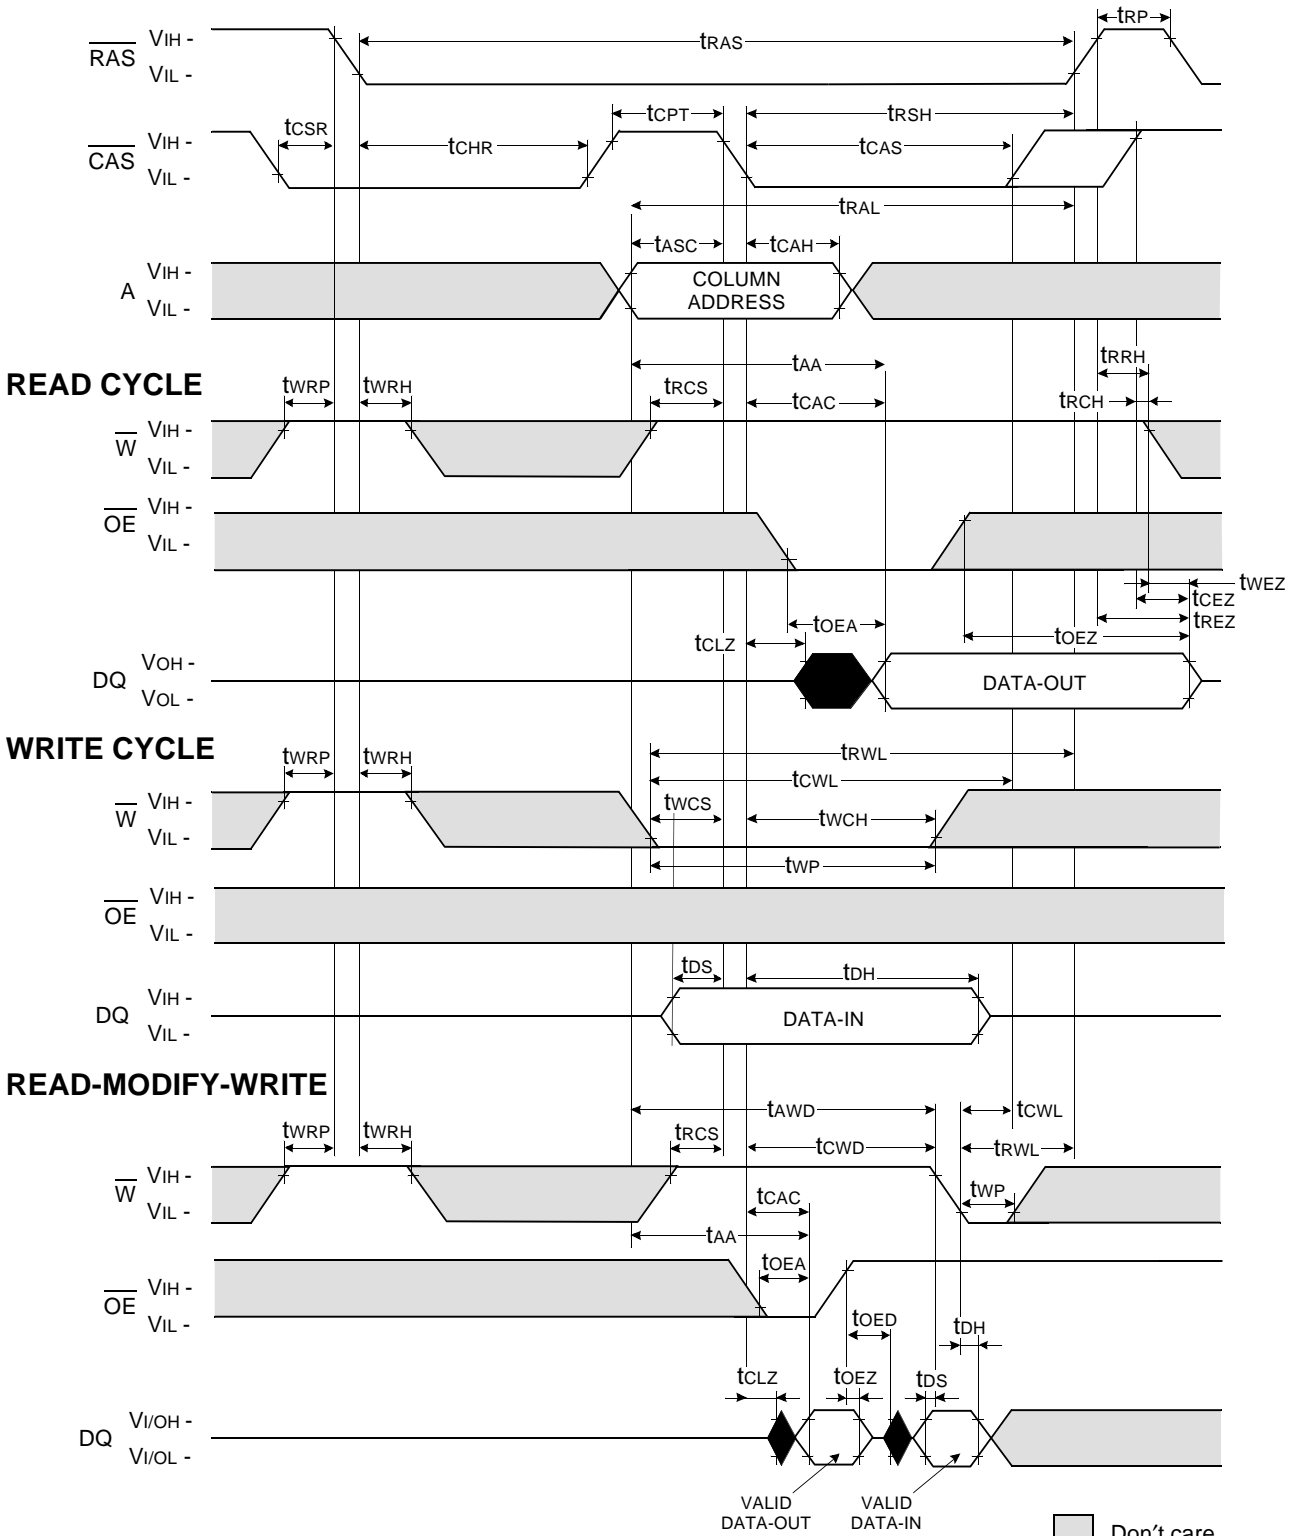 tRP
RAS VIH -
VIL -
tRAS
tCPT tRSH
tCSR
CAS VIH -
VIL -
tCHR tCAS
tRAL
tASC tCAH
A VIH -
VIL -
COLUMN
ADDRESS
READ CYCLE
tAA tRRH
tWRP tWRH tRCS tCAC tRCH
W VIH -
VIL -
OE VIH -
VIL -
tWEZ
tCEZ
tREZ
tOEA tOEZ
tCLZ
DQ VOH -
VOL -
DATA-OUT
WRITE CYCLE
tWRP tWRH tRWL
tCWL
W VIH -
VIL -
tWCS tWCH
tWP
OE VIH -
VIL -
tDS tDH
DQ VIH -
VIL -
DATA-IN
READ-MODIFY-WRITE
tAWD tCWL
tWRP tWRH tRCS tCWD tRWL
W VIH -
VIL -
tWP
tCAC
tAA
tOEA
OE VIH -
VIL -
tOED tDH
tCLZ tOEZ tDS
DQ VI/OH -
VI/OL -
VALID
DATA-OUT
VALID
DATA-IN
Don't care